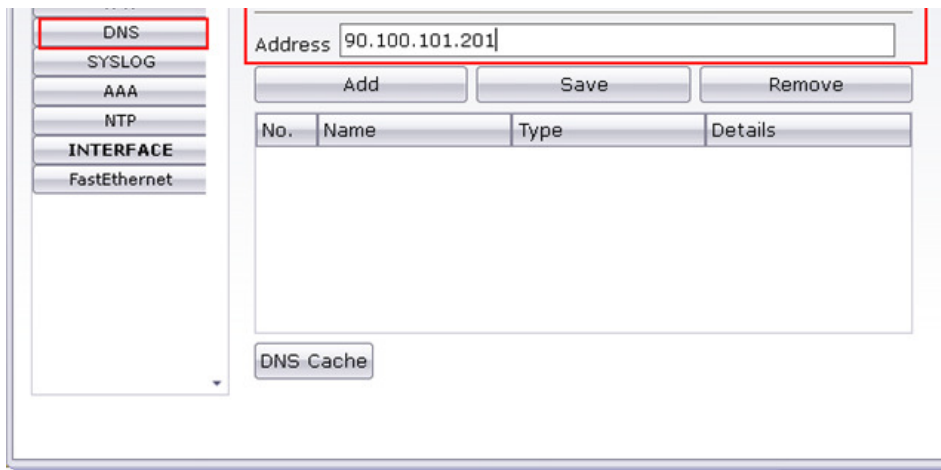 DNS
SYSLOG
AAA
NTP
INTERFACE
FastEthernet
Address 90.100.101.201
Add Save Remove
No. Name Type Details
DNS Cache